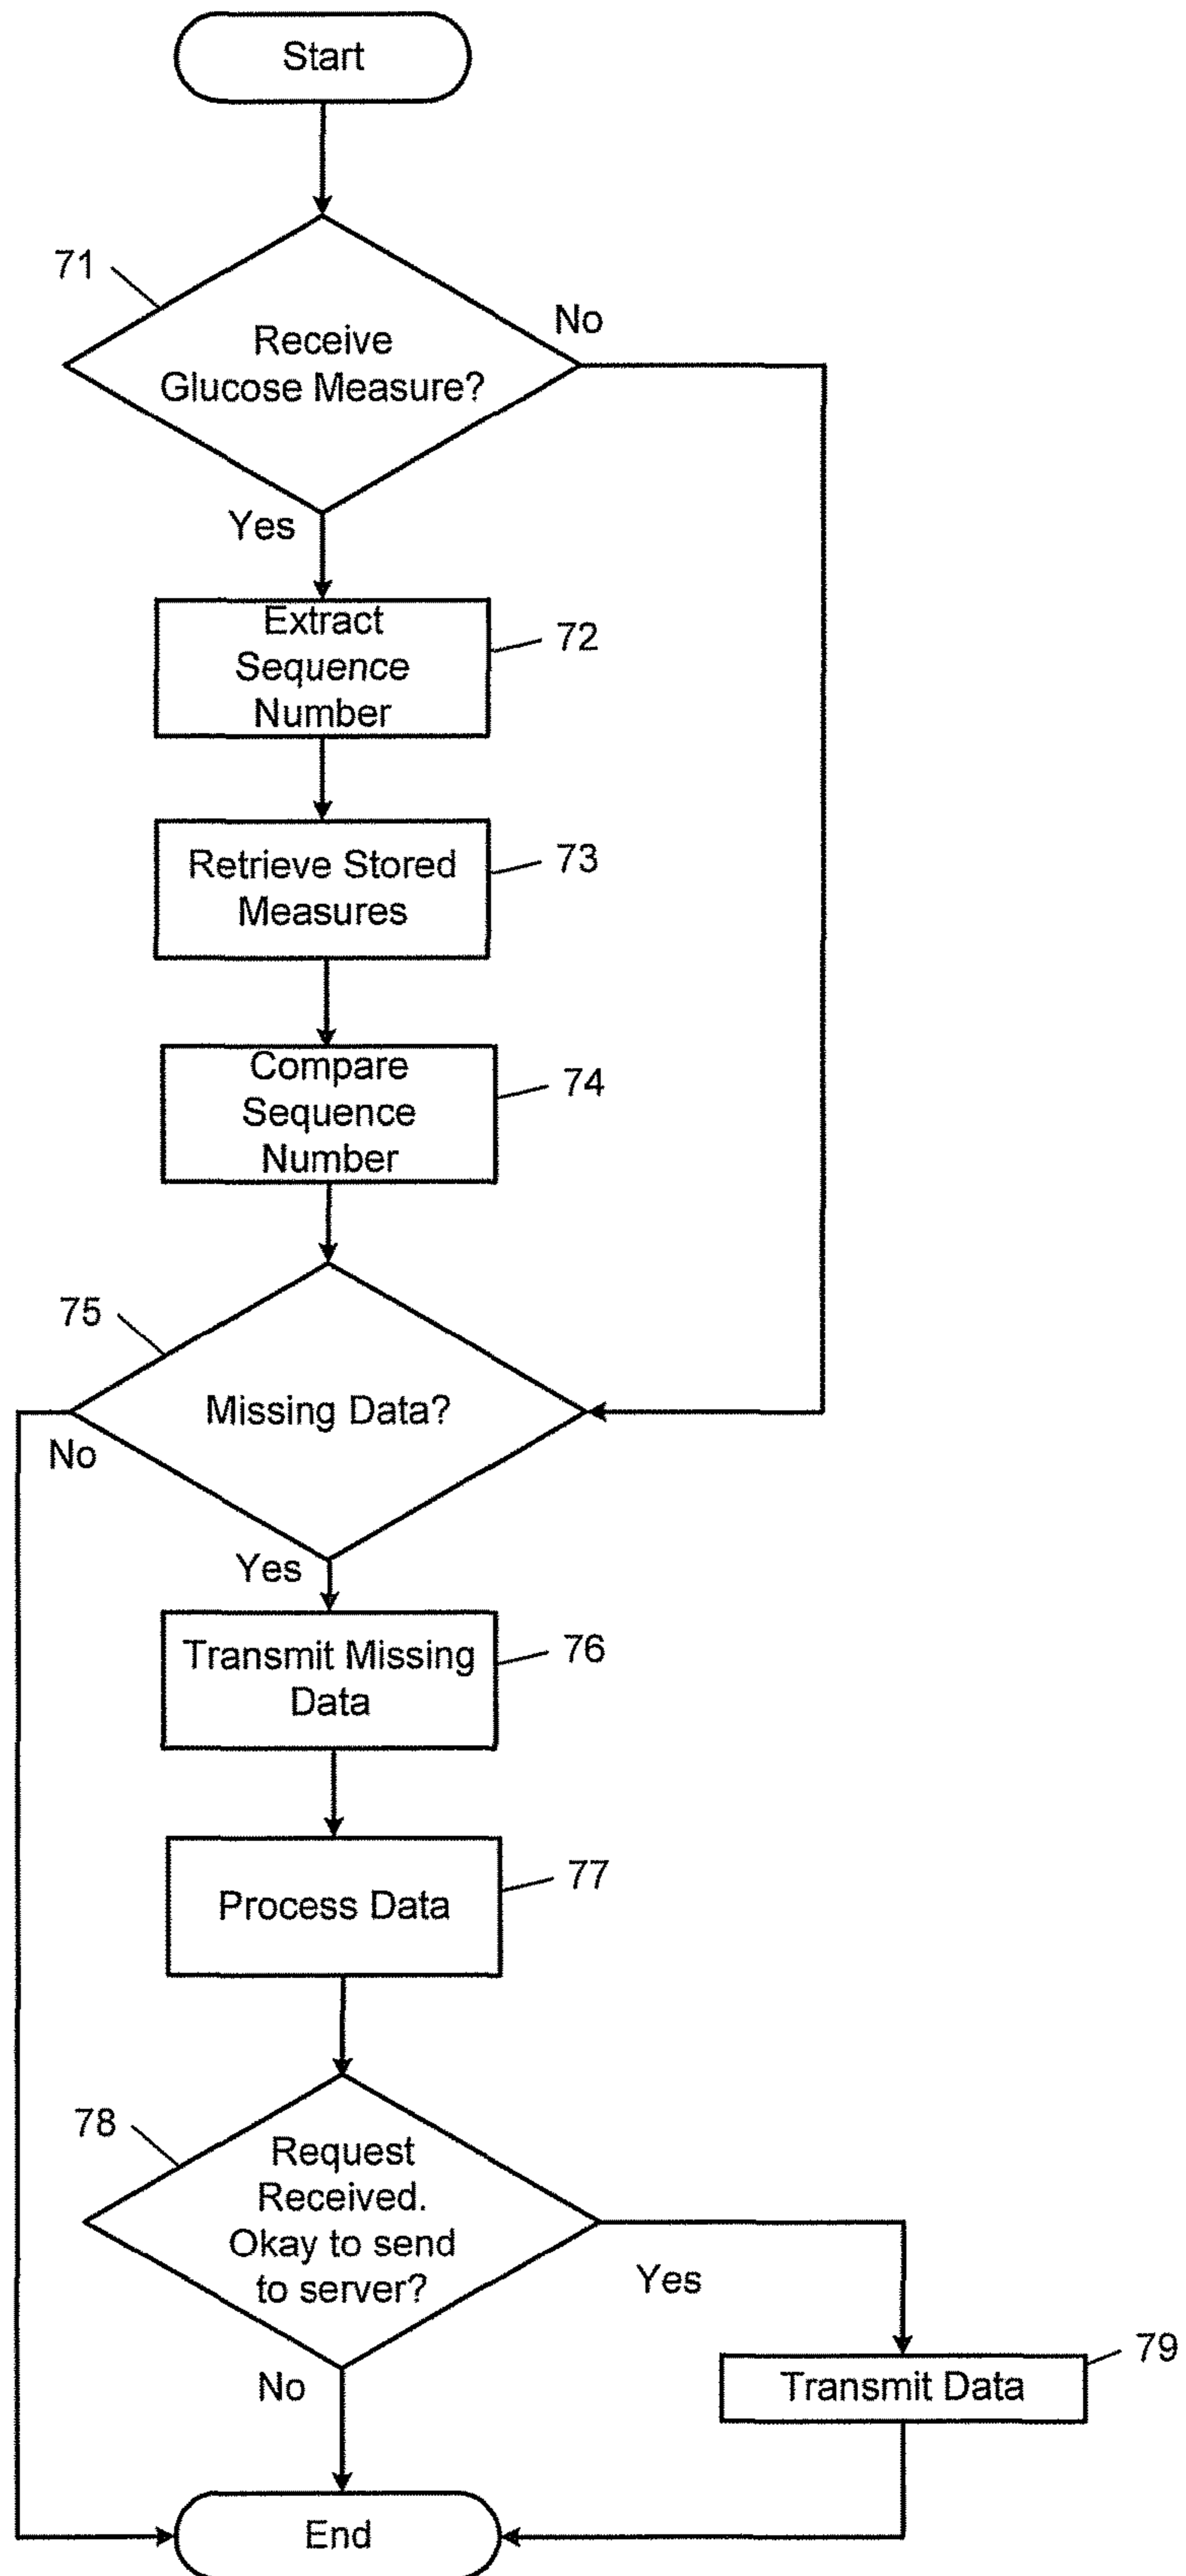 Start
71
Receive
Glucose Measure?
No
Yes
Extract
Sequence
Number
72
Retrieve Stored
Measures
73
Compare
Sequence
Number
74
75
Missing Data?
No
Yes
Transmit Missing
Data
76
Process Data
77
78
Request
Received.
Okay to send
to server?
Yes
No
Transmit Data
79
End